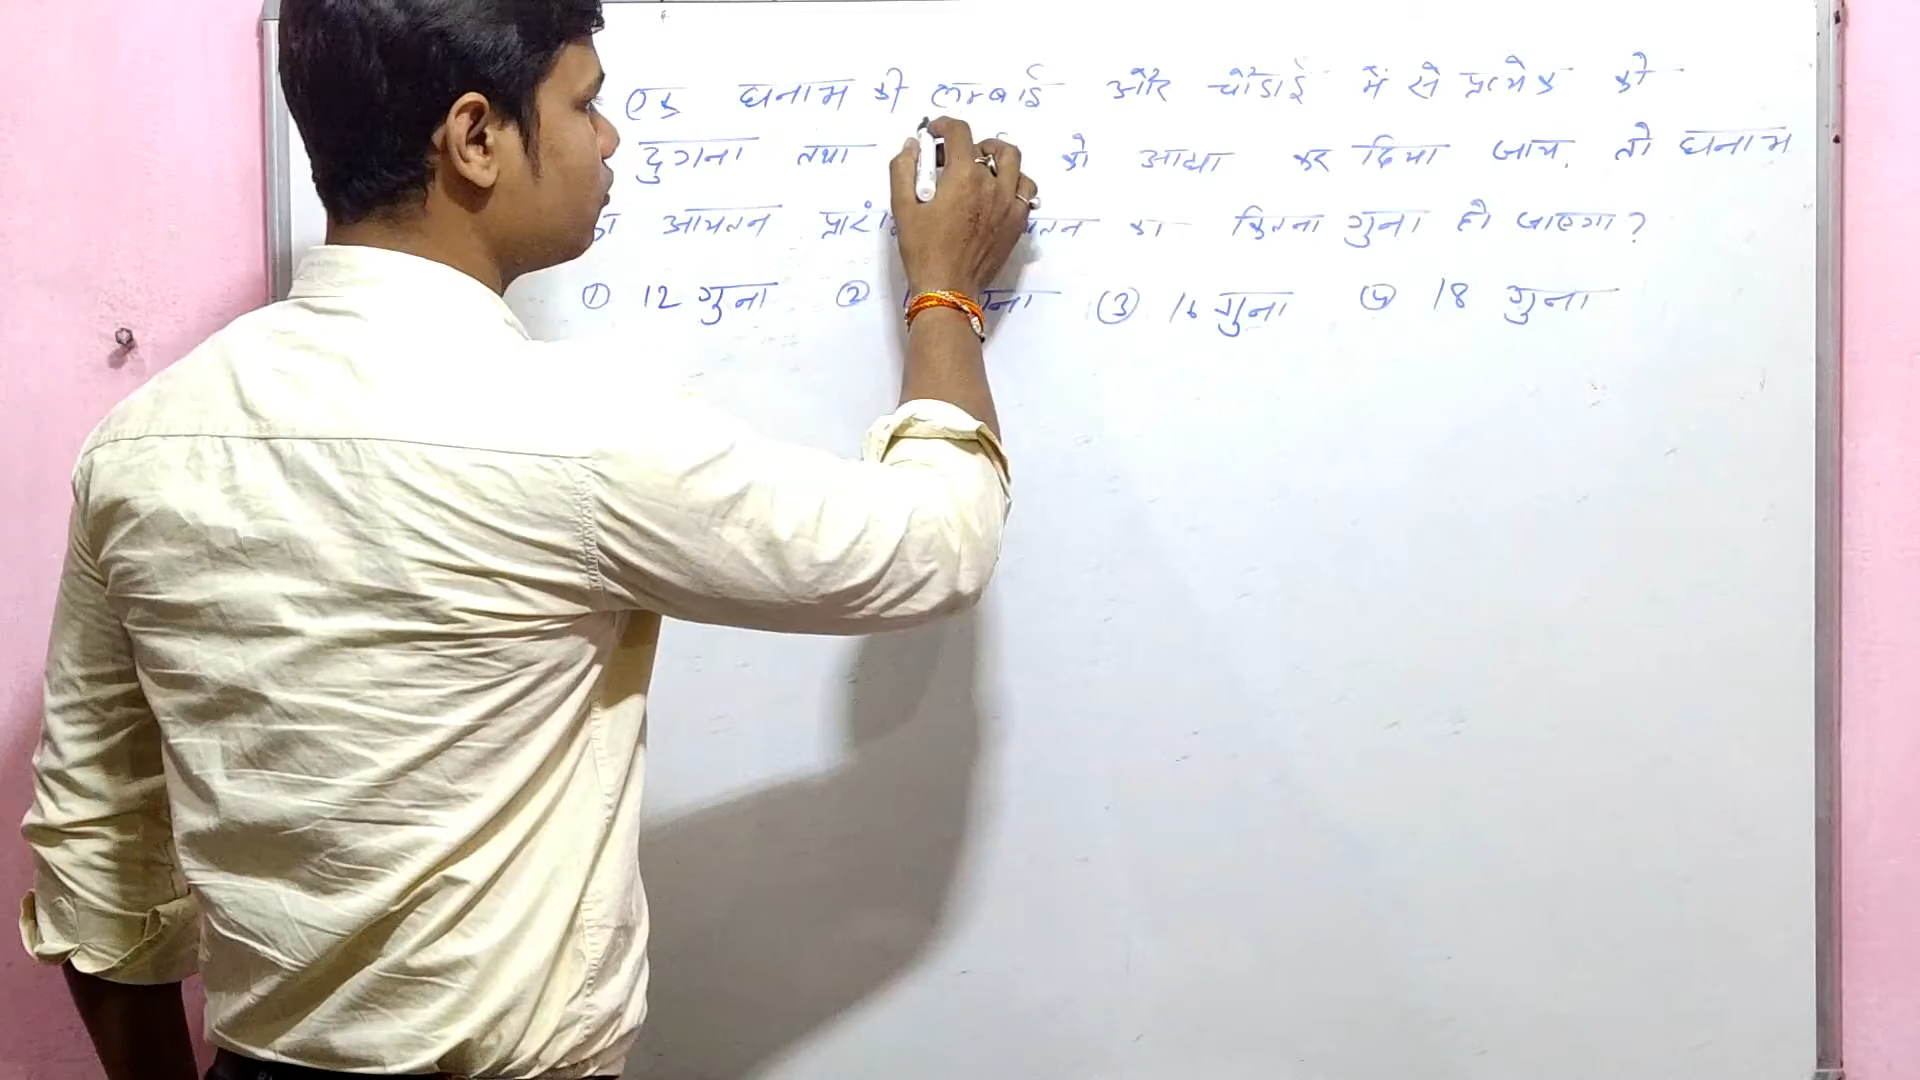 एक घनाभ की लम्बाई और चौडाई में से प्रत्येक को
दुगना तथा को आधा कर दिया जाय, तो घनाभ
का आयतन का कितना गुना हो जाएगा?
① 12 गुना ② ③ 16 गुना ④ 18 गुना